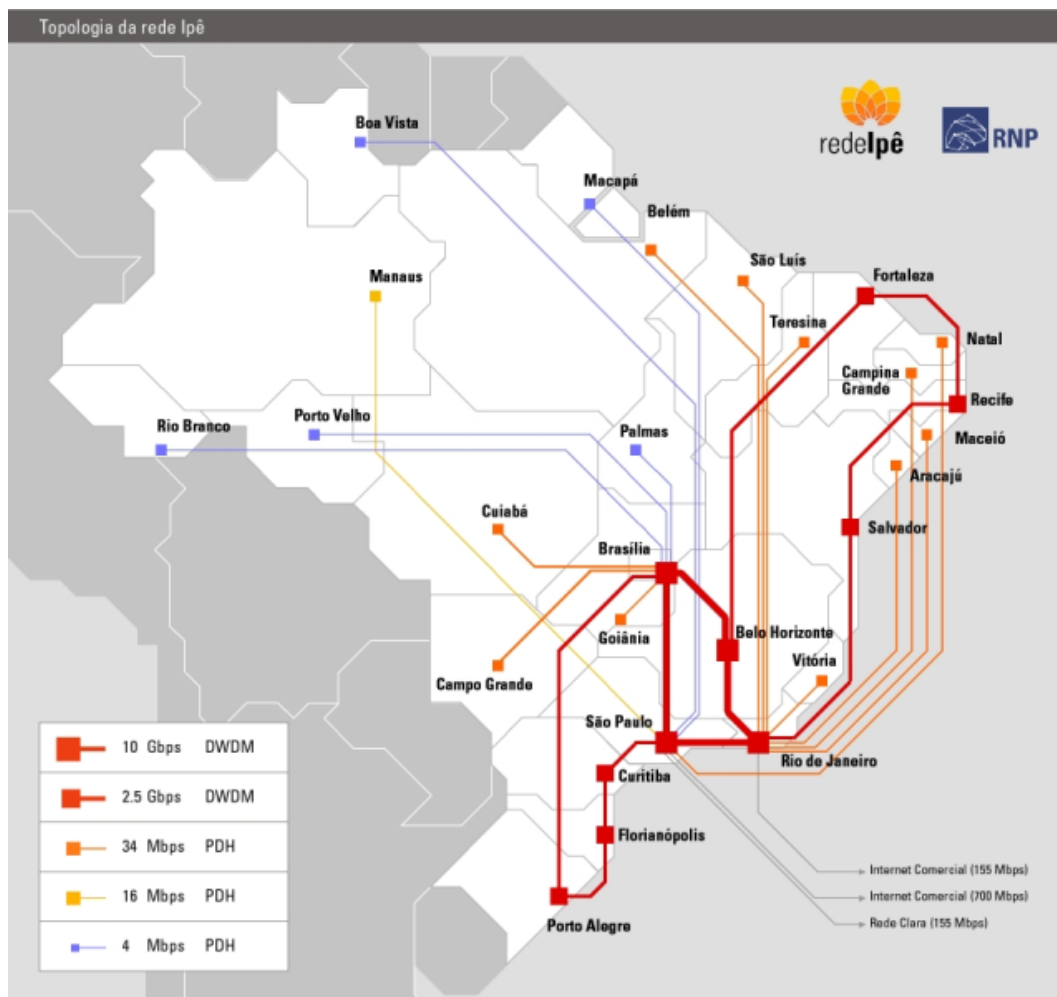 Topologia da rede Ipê
redeIpê
RNP
Boa Vista
Macapá
Belém
São Luís
Manaus
Fortaleza
Teresina
Natal
Campina
Grande
Recife
Porto Velho
Rio Branco
Palmas
Maceió
Aracajú
Cuiabá
Salvador
Brasília
Goiânia
Belo Horizonte
Vitória
Campo Grande
São Paulo
Rio de Janeiro
Curitiba
Florianópolis
Porto Alegre
10 Gbps DWDM
2.5 Gbps DWDM
34 Mbps PDH
16 Mbps PDH
4 Mbps PDH
Internet Comercial (155 Mbps)
Internet Comercial (700 Mbps)
Rede Clara (155 Mbps)